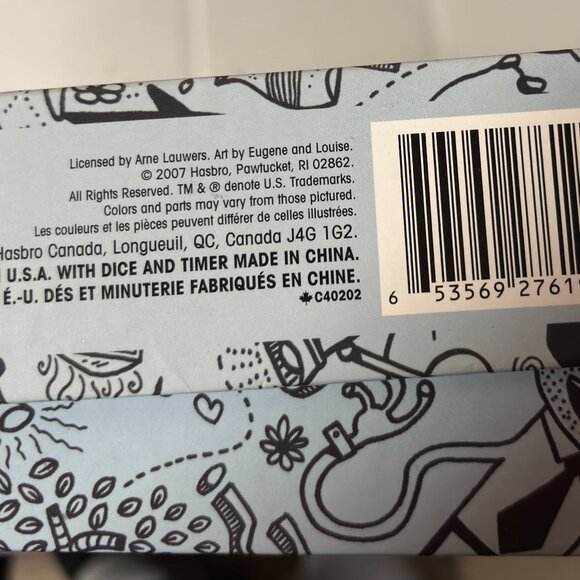 Licensed by Arne Lauwers. Art by Eugene and Louise.
© 2007 Hasbro, Pawtucket, RI 02862.
All Rights Reserved. TM & ® denote U.S. Trademarks.
Colors and parts may vary from those pictured.
Les couleurs et les pièces peuvent différer de celles illustrées.
Hasbro Canada, Longueuil, QC, Canada J4G 1G2.
U.S.A. WITH DICE AND TIMER MADE IN CHINA.
É.-U. DÉS ET MINUTERIE FABRIQUÉS EN CHINE.
C40202
6 53569 2761